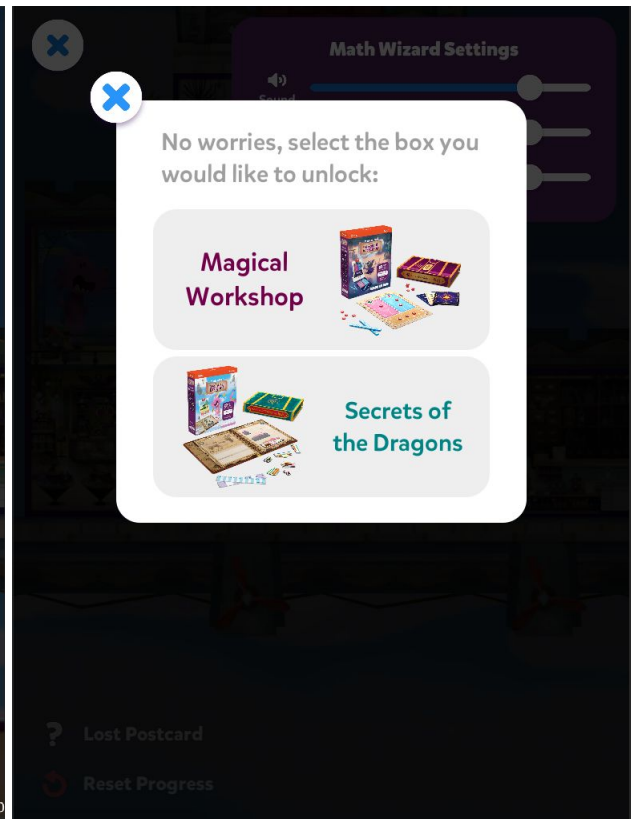 Math Wizard Settings
Sound
No worries, select the box you
would like to unlock:
Magical
Workshop
Secrets of
the Dragons
? Lost Postcard
Reset Progress